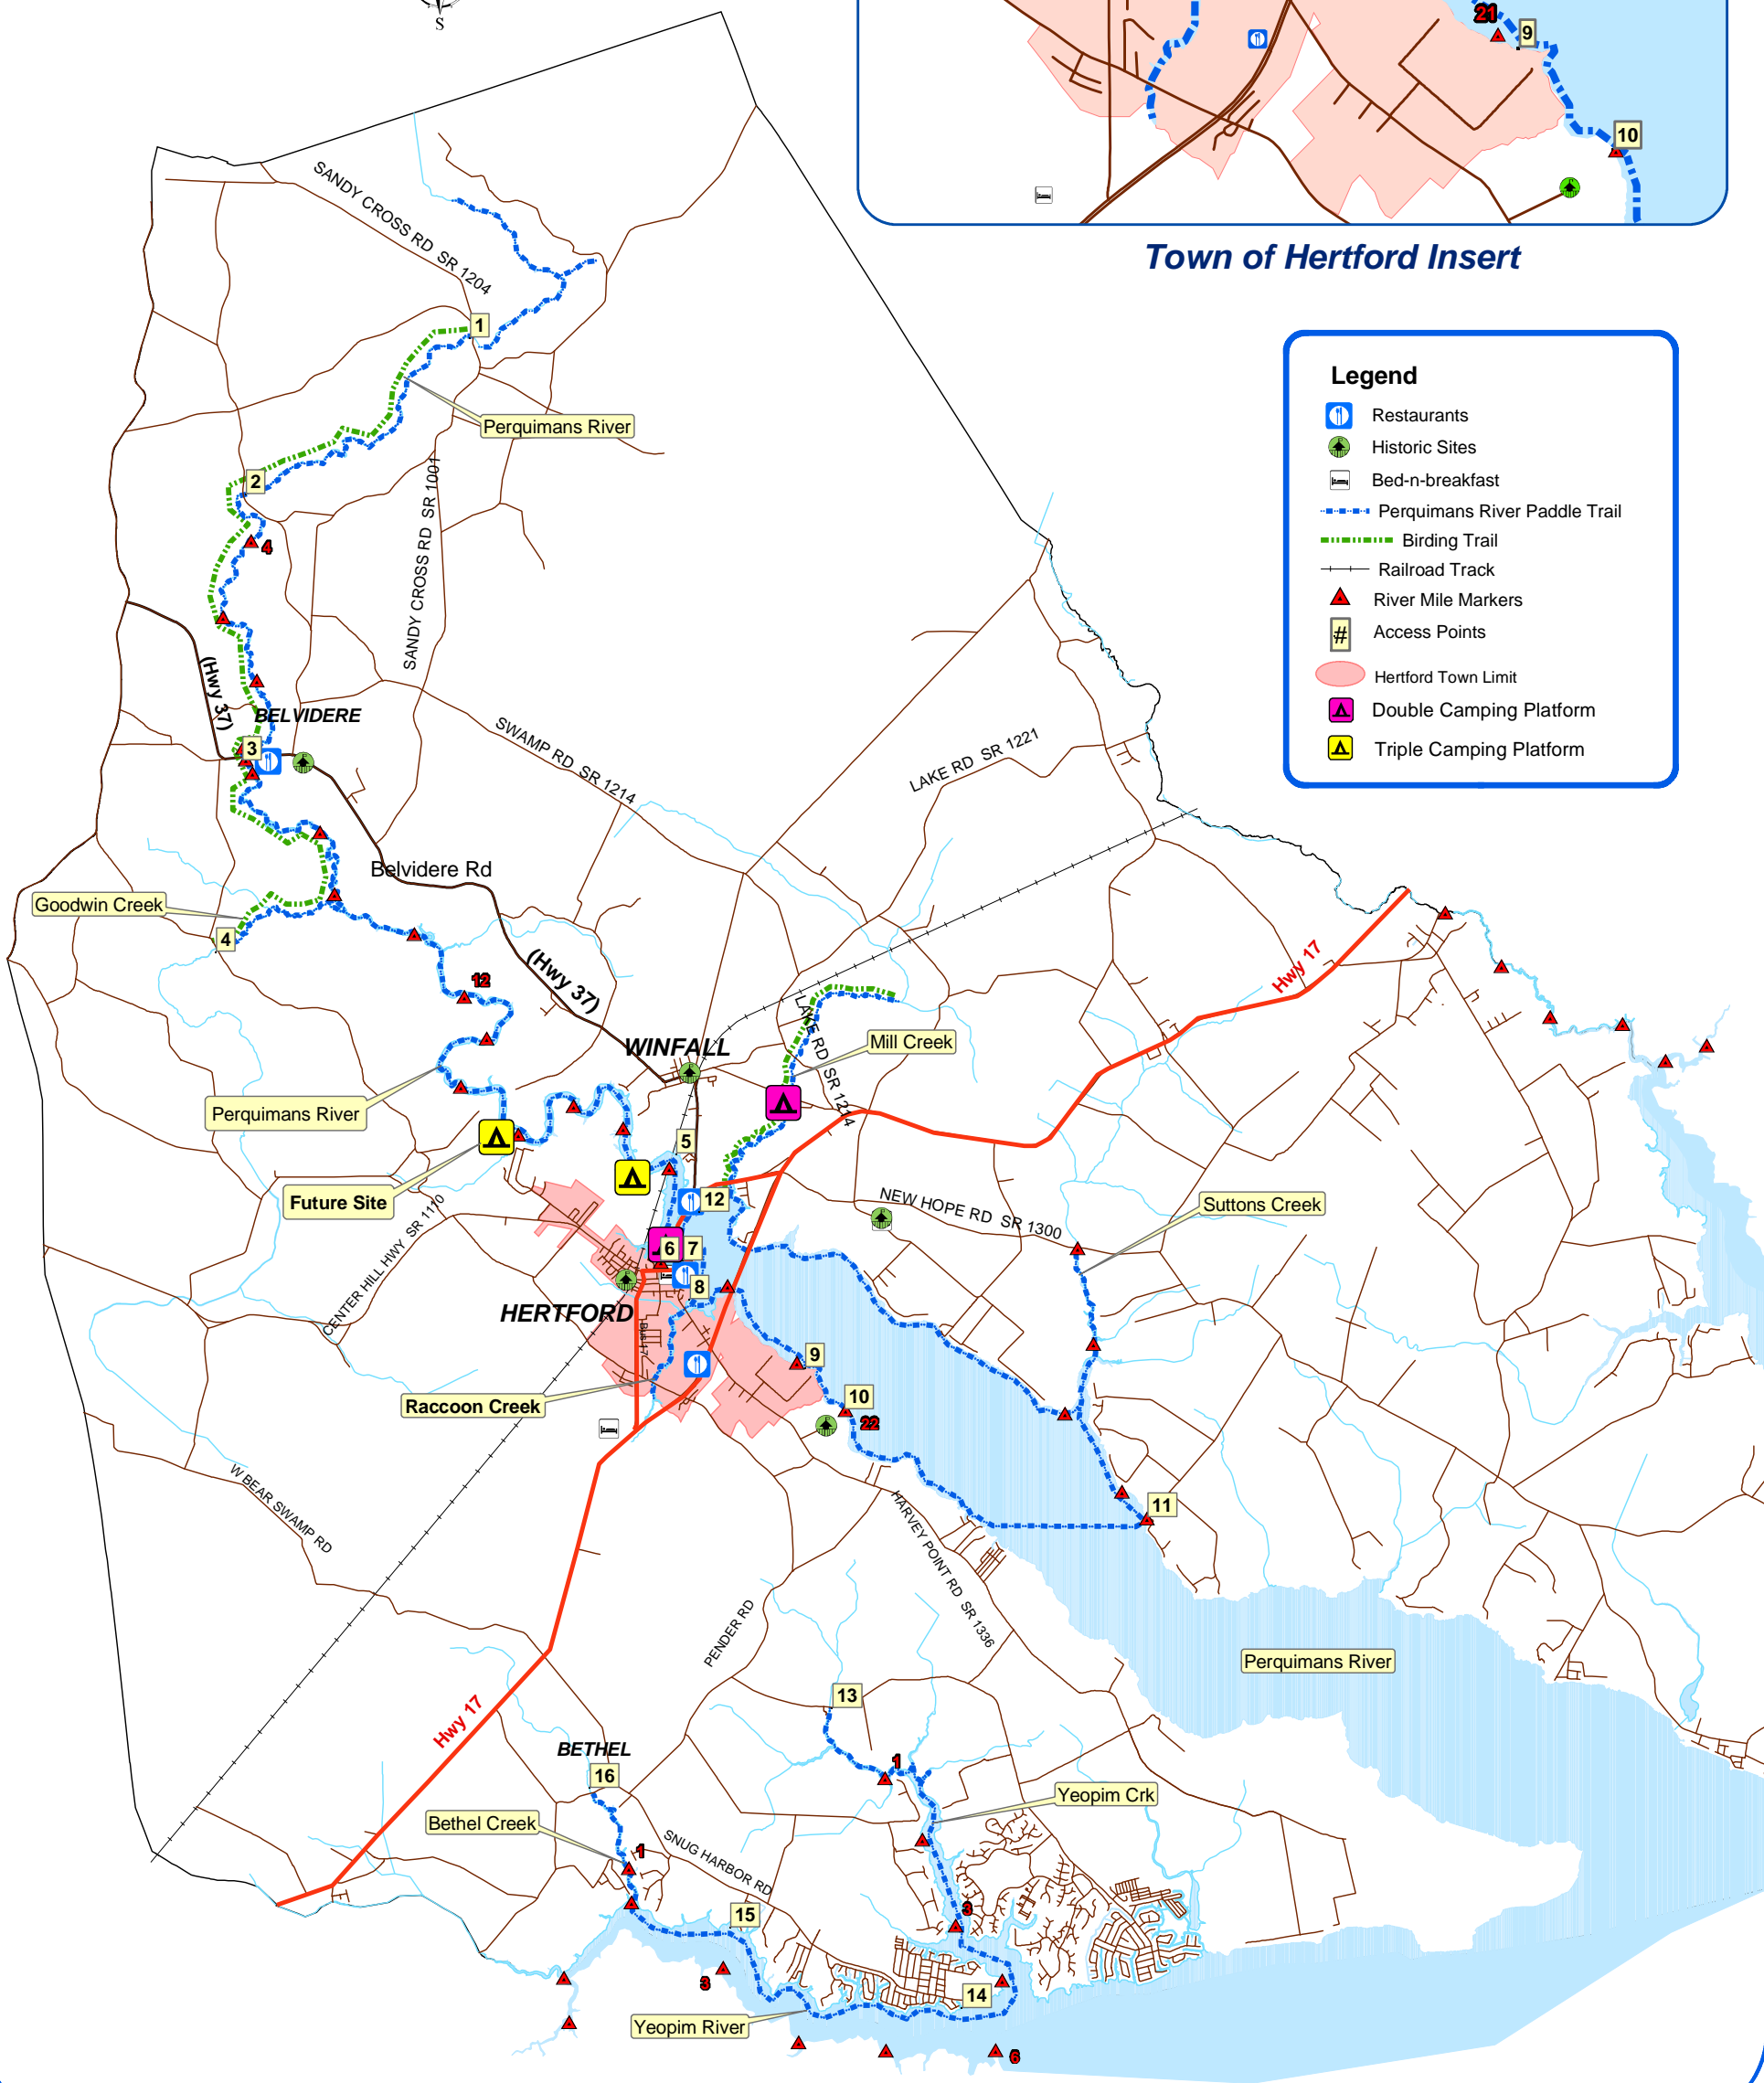 S
21
9
10
Town of Hertford Insert
Legend
Restaurants
Historic Sites
Bed-n-breakfast
Perquimans River Paddle Trail
Birding Trail
Railroad Track
River Mile Markers
# Access Points
Hertford Town Limit
Double Camping Platform
Triple Camping Platform
SANDY CROSS RD SR 1204
1
Perquimans River
2
SANDY CROSS RD SR 1001
4
(Hwy 37)
BELVIDERE
3
SWAMP RD SR 1214
LAKE RD SR 1221
Belvidere Rd
Goodwin Creek
4
12
(Hwy 37)
Hwy 17
WINFALL
LAKE RD SR 1214
Mill Creek
Perquimans River
5
Future Site
12
CENTER HILL HWY SR 1110
NEW HOPE RD SR 1300
Suttons Creek
6
7
8
HERTFORD
Bus 17
9
10
22
Raccoon Creek
W BEAR SWAMP RD
HARVEY POINT RD SR 1336
11
PENDER RD
Perquimans River
13
Hwy 17
BETHEL
16
1
Yeopim Crk
Bethel Creek
1
SNUG HARBOR RD
15
3
3
14
Yeopim River
6